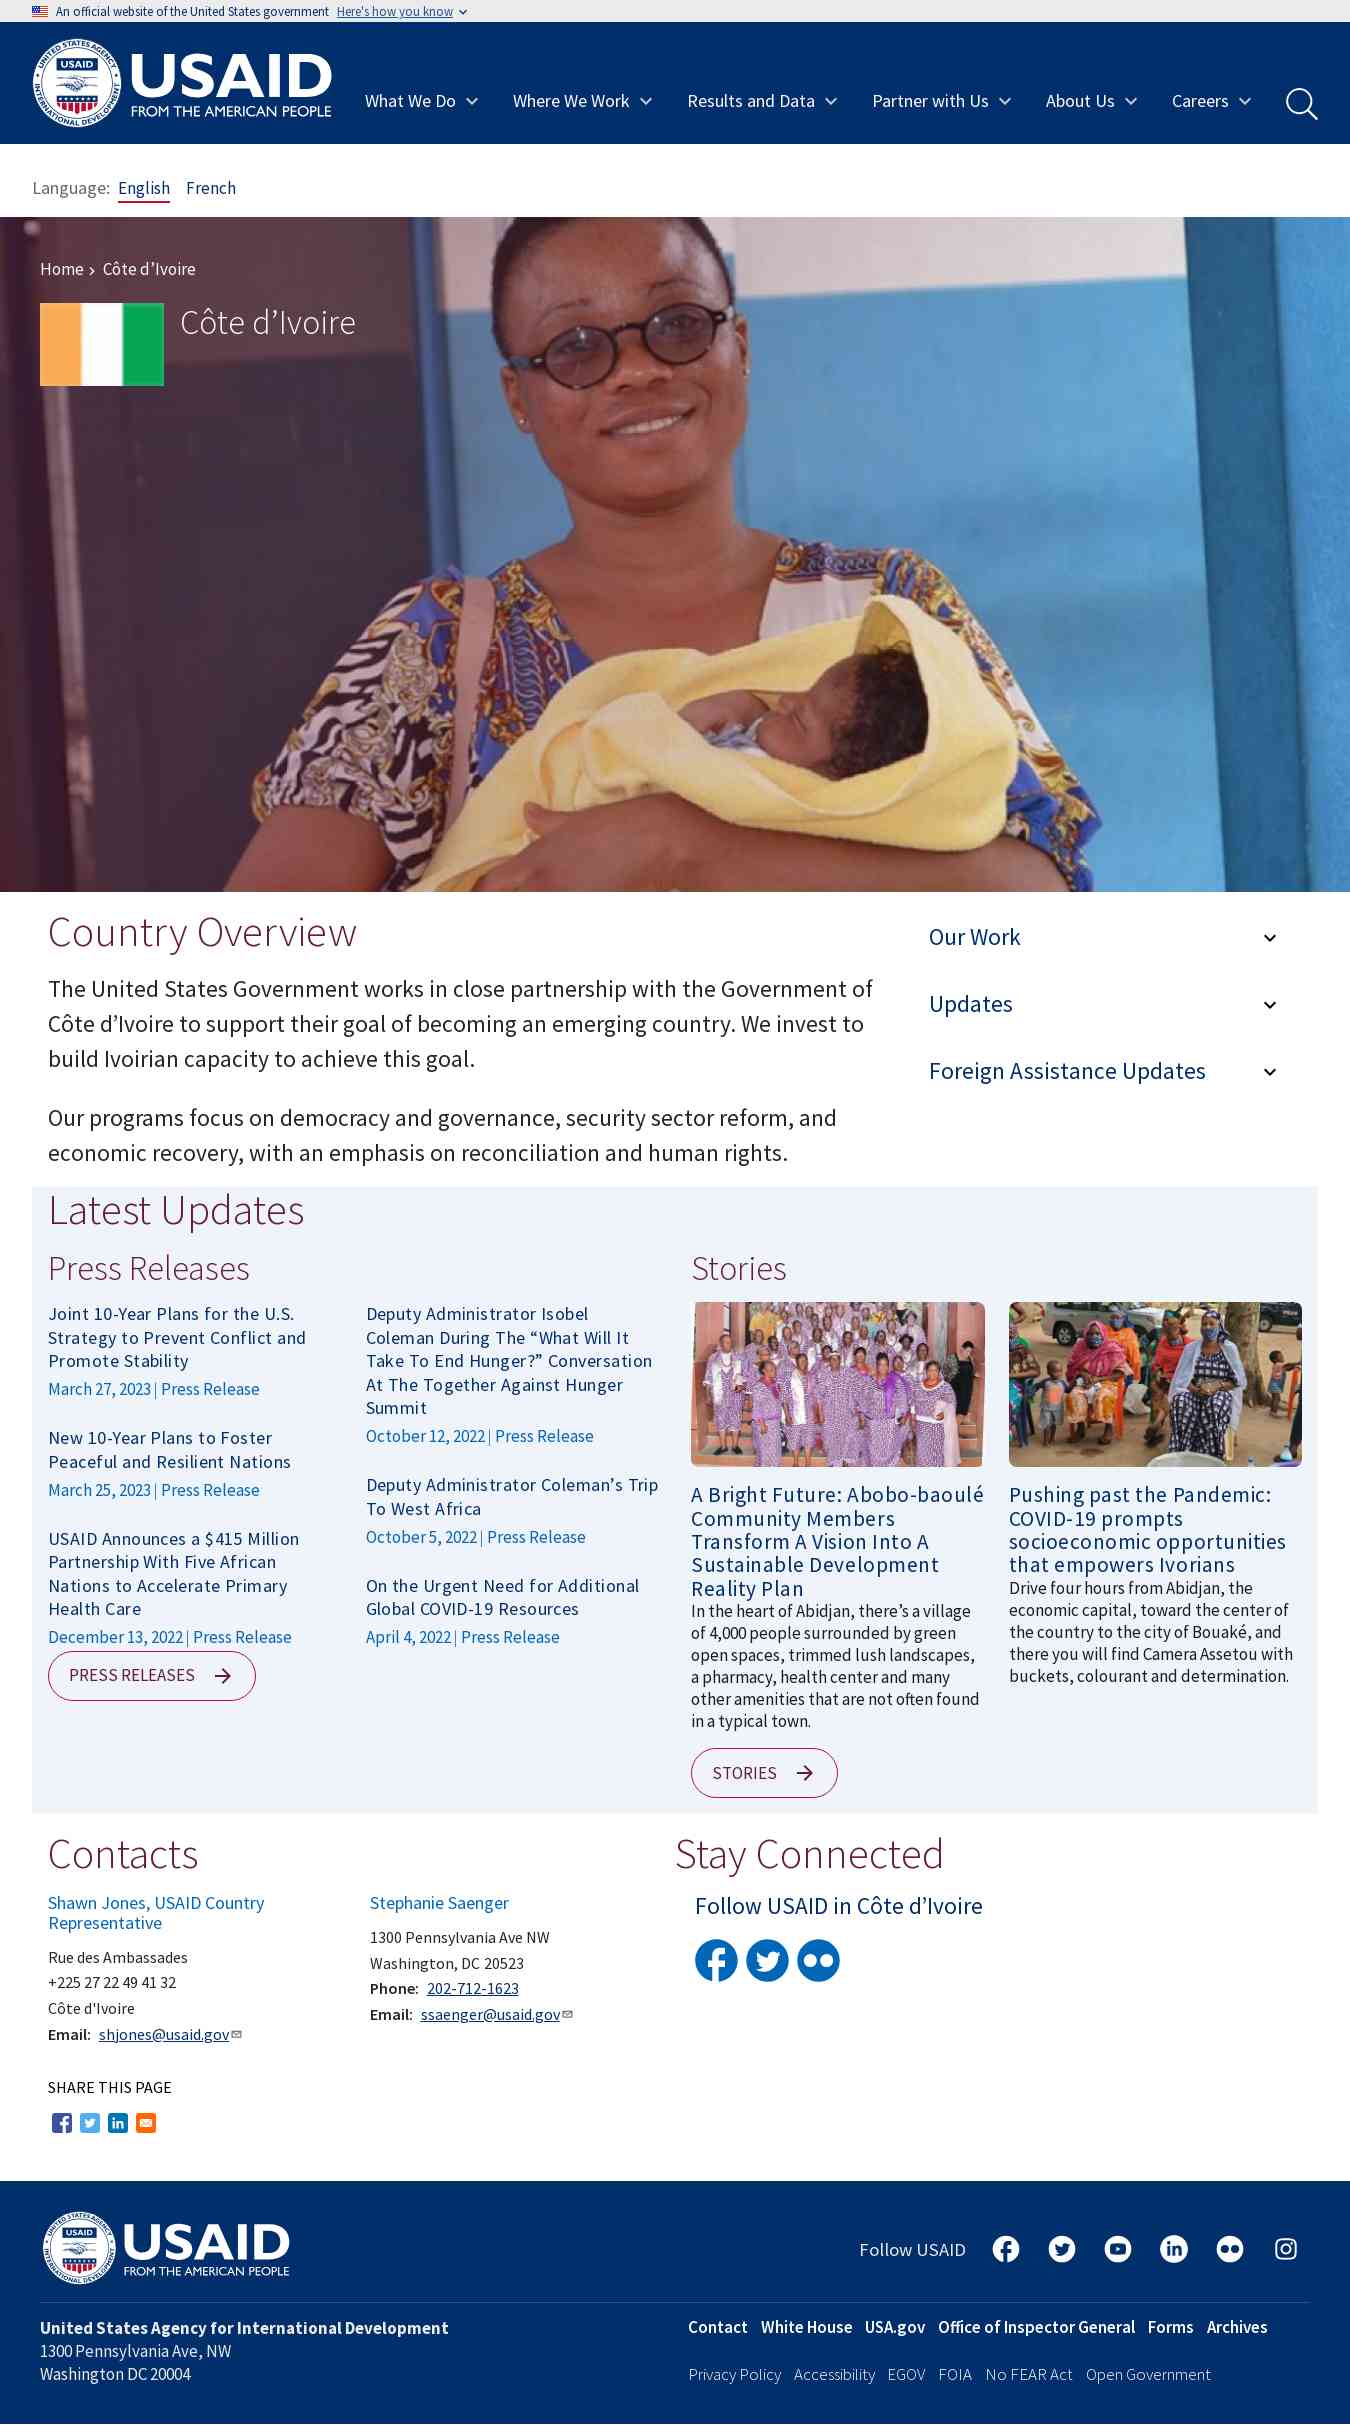 An official website of the United States government Here's how you know
USAID
FROM THE AMERICAN PEOPLE
What We Do
Where We Work
Results and Data
Partner with Us
About Us
Careers
Language: English French
Home › Côte d’Ivoire
Côte d’Ivoire
Country Overview
The United States Government works in close partnership with the Government of
Côte d’Ivoire to support their goal of becoming an emerging country. We invest to
build Ivoirian capacity to achieve this goal.
Our programs focus on democracy and governance, security sector reform, and
economic recovery, with an emphasis on reconciliation and human rights.
Our Work
Updates
Foreign Assistance Updates
Latest Updates
Press Releases
Joint 10-Year Plans for the U.S.
Strategy to Prevent Conflict and
Promote Stability
March 27, 2023 | Press Release
New 10-Year Plans to Foster
Peaceful and Resilient Nations
March 25, 2023 | Press Release
USAID Announces a $415 Million
Partnership With Five African
Nations to Accelerate Primary
Health Care
December 13, 2022 | Press Release
PRESS RELEASES
Deputy Administrator Isobel
Coleman During The “What Will It
Take To End Hunger?” Conversation
At The Together Against Hunger
Summit
October 12, 2022 | Press Release
Deputy Administrator Coleman’s Trip
To West Africa
October 5, 2022 | Press Release
On the Urgent Need for Additional
Global COVID-19 Resources
April 4, 2022 | Press Release
Stories
A Bright Future: Abobo-baoulé
Community Members
Transform A Vision Into A
Sustainable Development
Reality Plan
In the heart of Abidjan, there’s a village
of 4,000 people surrounded by green
open spaces, trimmed lush landscapes,
a pharmacy, health center and many
other amenities that are not often found
in a typical town.
STORIES
Pushing past the Pandemic:
COVID-19 prompts
socioeconomic opportunities
that empowers Ivorians
Drive four hours from Abidjan, the
economic capital, toward the center of
the country to the city of Bouaké, and
there you will find Camera Assetou with
buckets, colourant and determination.
Contacts
Shawn Jones, USAID Country
Representative
Rue des Ambassades
+225 27 22 49 41 32
Côte d'Ivoire
Email: shjones@usaid.gov
Stephanie Saenger
1300 Pennsylvania Ave NW
Washington, DC 20523
Phone: 202-712-1623
Email: ssaenger@usaid.gov
Stay Connected
Follow USAID in Côte d’Ivoire
SHARE THIS PAGE
USAID
FROM THE AMERICAN PEOPLE
Follow USAID
United States Agency for International Development
1300 Pennsylvania Ave, NW
Washington DC 20004
Contact White House USA.gov Office of Inspector General Forms Archives
Privacy Policy Accessibility EGOV FOIA No FEAR Act Open Government